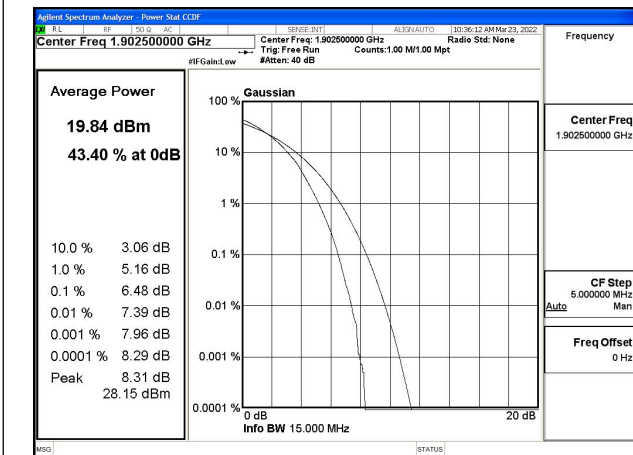 Agilent Spectrum Analyzer - Power Stat CCDF
RL RF 50 Ω AC SENSE:INT ALIGN AUTO 10:36:12 AM Mar 23, 2022
Center Freq 1.902500000 GHz
Center Freq: 1.902500000 GHz Radio Std: None
Trig: Free Run Counts:1.00 M/1.00 Mpt
#IFGain:Low #Atten: 40 dB
Frequency
Average Power
19.84 dBm
43.40 % at 0dB
10.0 % 3.06 dB
1.0 % 5.16 dB
0.1 % 6.48 dB
0.01 % 7.39 dB
0.001 % 7.96 dB
0.0001 % 8.29 dB
Peak 8.31 dB
28.15 dBm
Gaussian
100 %
10 %
1 %
0.1 %
0.01 %
0.001 %
0.0001 %
0 dB 20 dB
Info BW 15.000 MHz
Center Freq
1.902500000 GHz
CF Step
5.000000 MHz
Auto Man
Freq Offset
0 Hz
MSG STATUS